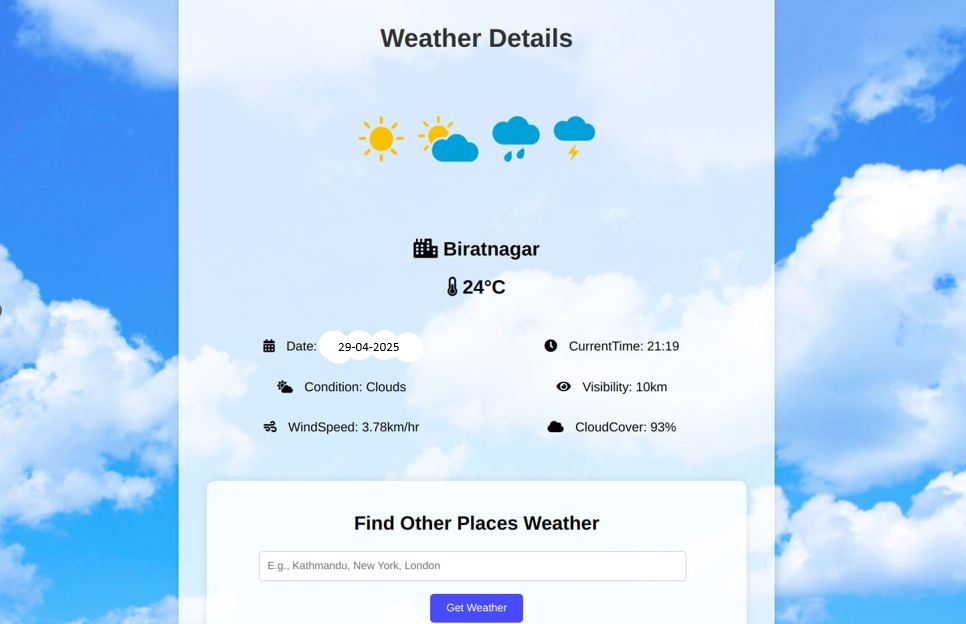 Weather Details
Biratnagar
24°C
Date: 29-04-2025
CurrentTime: 21:19
Condition: Clouds
Visibility: 10km
WindSpeed: 3.78km/hr
CloudCover: 93%
Find Other Places Weather
E.g., Kathmandu, New York, London
Get Weather